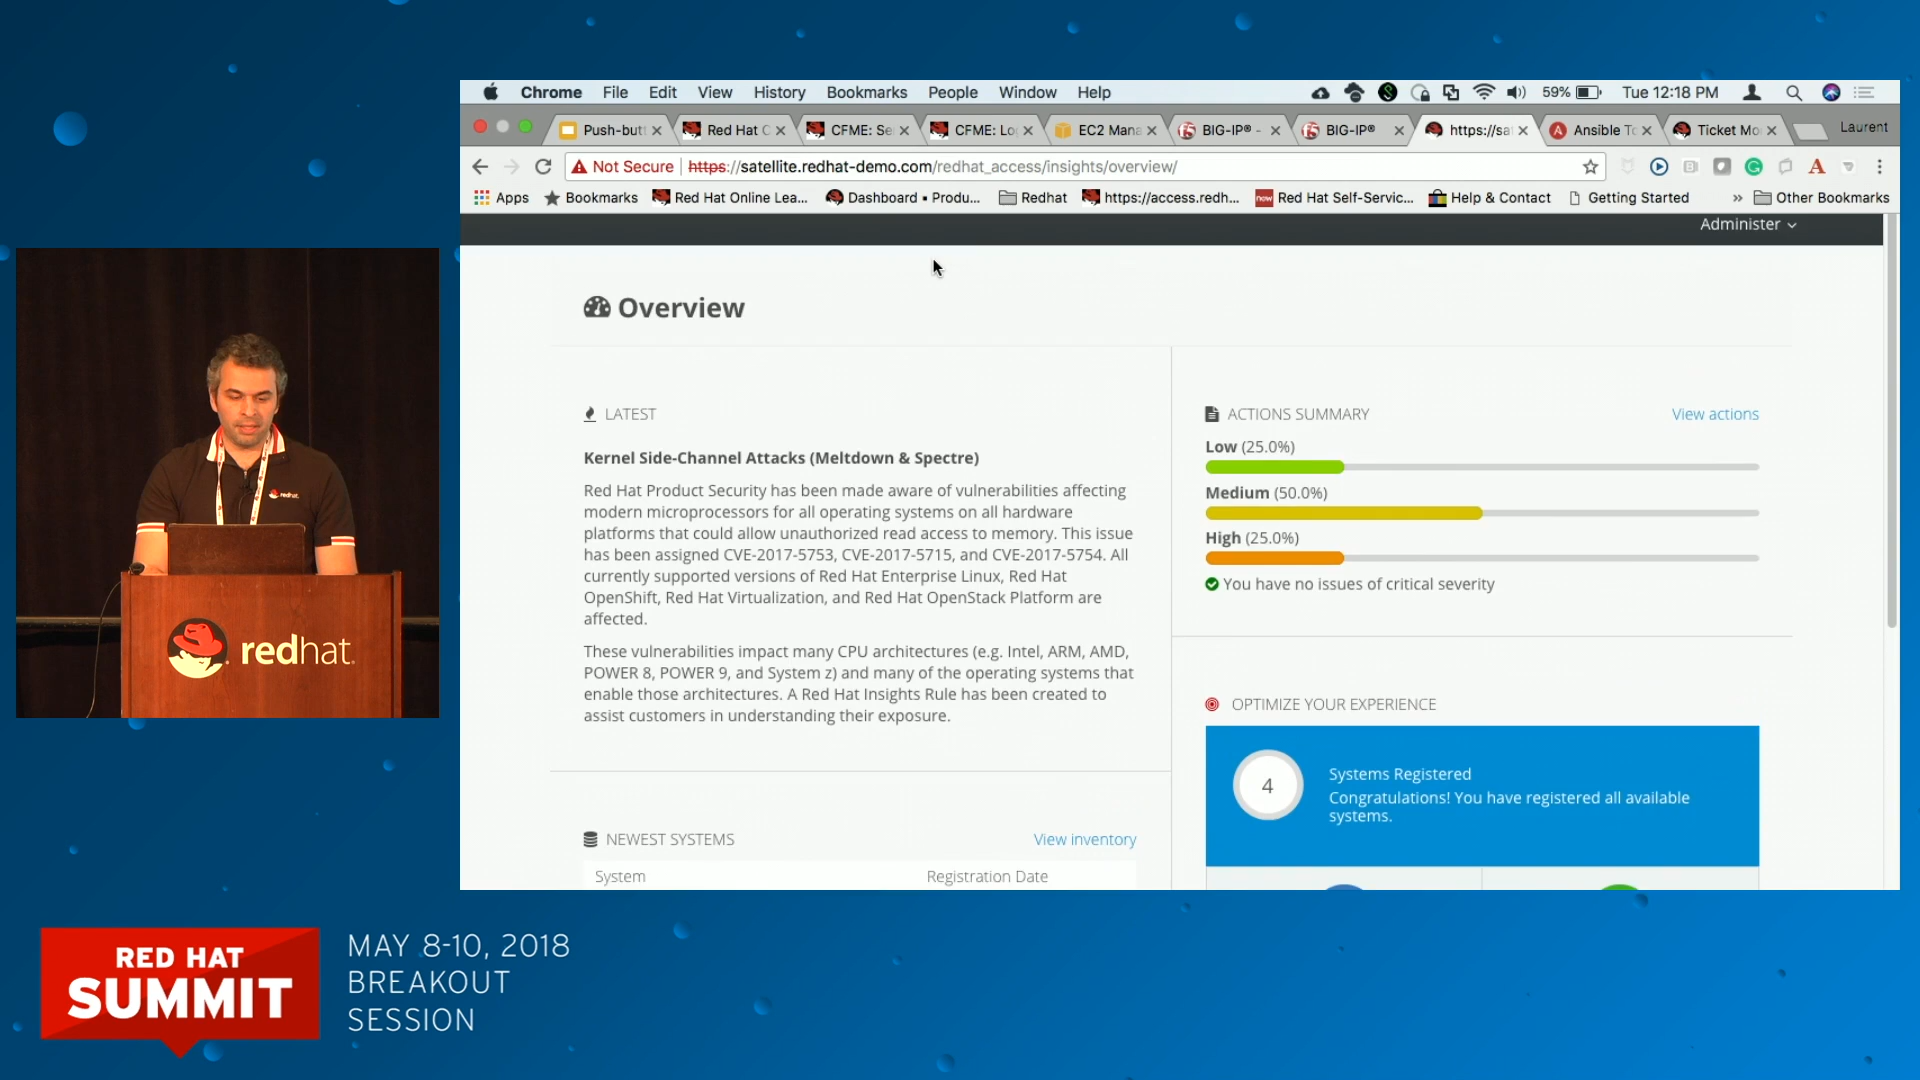 Chrome File Edit View History Bookmarks People Window Help 59% Tue 12:18 PM
Push-but Red Hat C CFME: Se CFME: Lo EC2 Mana BIG-IP® - BIG-IP® https://sa Ansible To Ticket Mo Laurent
Not Secure https://satellite.redhat-demo.com/redhat_access/insights/overview/
Apps Bookmarks Red Hat Online Lea... Dashboard • Produ... Redhat https://access.redh... now Red Hat Self-Servic... Help & Contact Getting Started » Other Bookmarks
Administer
Overview
LATEST
Kernel Side-Channel Attacks (Meltdown & Spectre)
Red Hat Product Security has been made aware of vulnerabilities affecting
modern microprocessors for all operating systems on all hardware
platforms that could allow unauthorized read access to memory. This issue
has been assigned CVE-2017-5753, CVE-2017-5715, and CVE-2017-5754. All
currently supported versions of Red Hat Enterprise Linux, Red Hat
OpenShift, Red Hat Virtualization, and Red Hat OpenStack Platform are
affected.
These vulnerabilities impact many CPU architectures (e.g. Intel, ARM, AMD,
POWER 8, POWER 9, and System z) and many of the operating systems that
enable those architectures. A Red Hat Insights Rule has been created to
assist customers in understanding their exposure.
NEWEST SYSTEMS View inventory
System Registration Date
ACTIONS SUMMARY View actions
Low (25.0%)
Medium (50.0%)
High (25.0%)
You have no issues of critical severity
OPTIMIZE YOUR EXPERIENCE
4
Systems Registered
Congratulations! You have registered all available
systems.
redhat.
redhat.
RED HAT
SUMMIT
MAY 8-10, 2018
BREAKOUT
SESSION